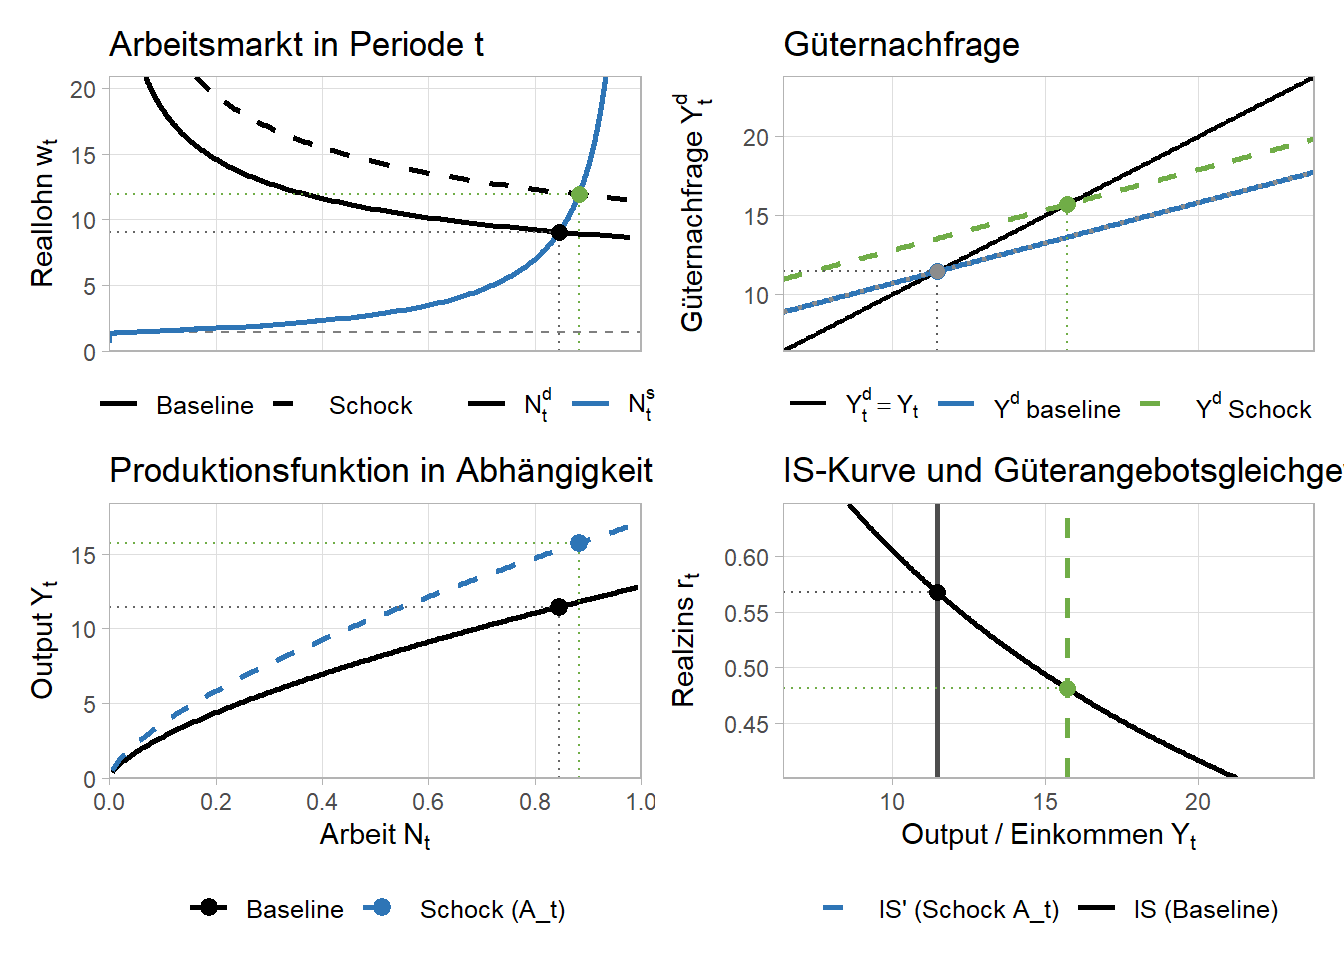 Arbeitsmarkt in Periode t
Reallohn wt
20
15
10
5
0
Baseline
Schock
N_t^d
N_t^s
Güternachfrage
Güternachfrage Y_t^d
20
15
10
Y_t^d = Y_t
Y^d baseline
Y^d Schock
Produktionsfunktion in Abhängigkeit
Output Y_t
15
10
5
0
0.0 0.2 0.4 0.6 0.8 1.0
Arbeit N_t
Baseline
Schock (A_t)
IS-Kurve und Güterangebotsgleichge
Realzins r_t
0.60
0.55
0.50
0.45
10 15 20
Output / Einkommen Y_t
IS' (Schock A_t)
IS (Baseline)